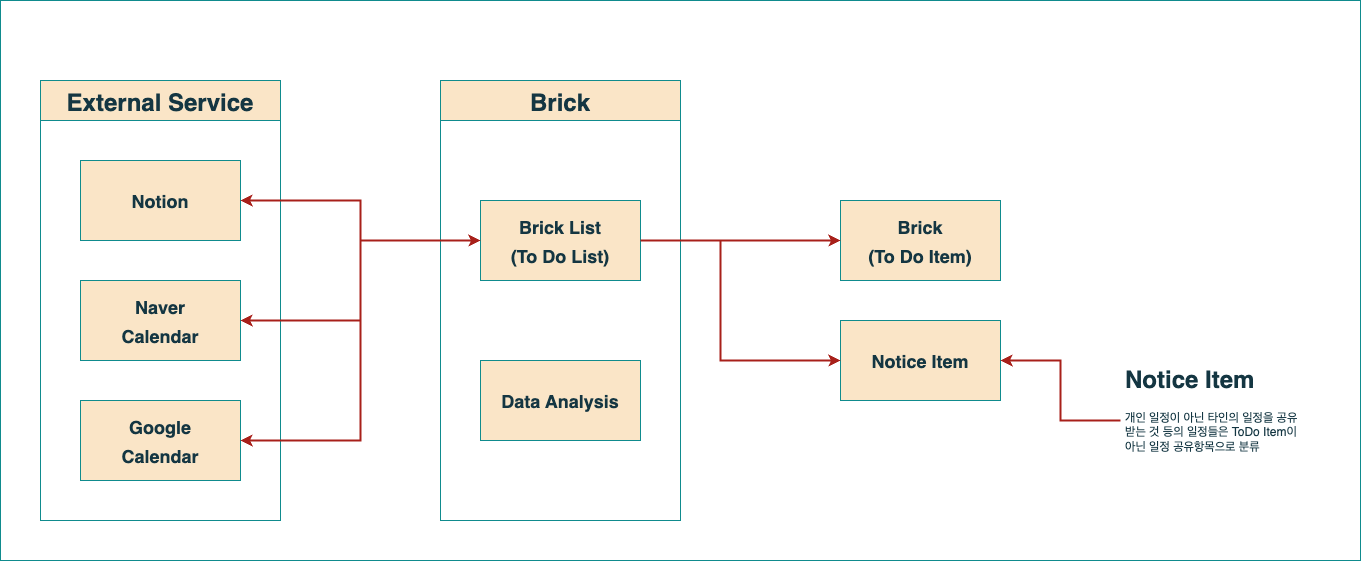 External Service
Notion
Naver
Calendar
Google
Calendar
Brick
Brick List
(To Do List)
Data Analysis
Brick
(To Do Item)
Notice Item
Notice Item
개인 일정이 아닌 타인의 일정을 공유
받는 것 등의 일정들은 ToDo Item이
아닌 일정 공유항목으로 분류